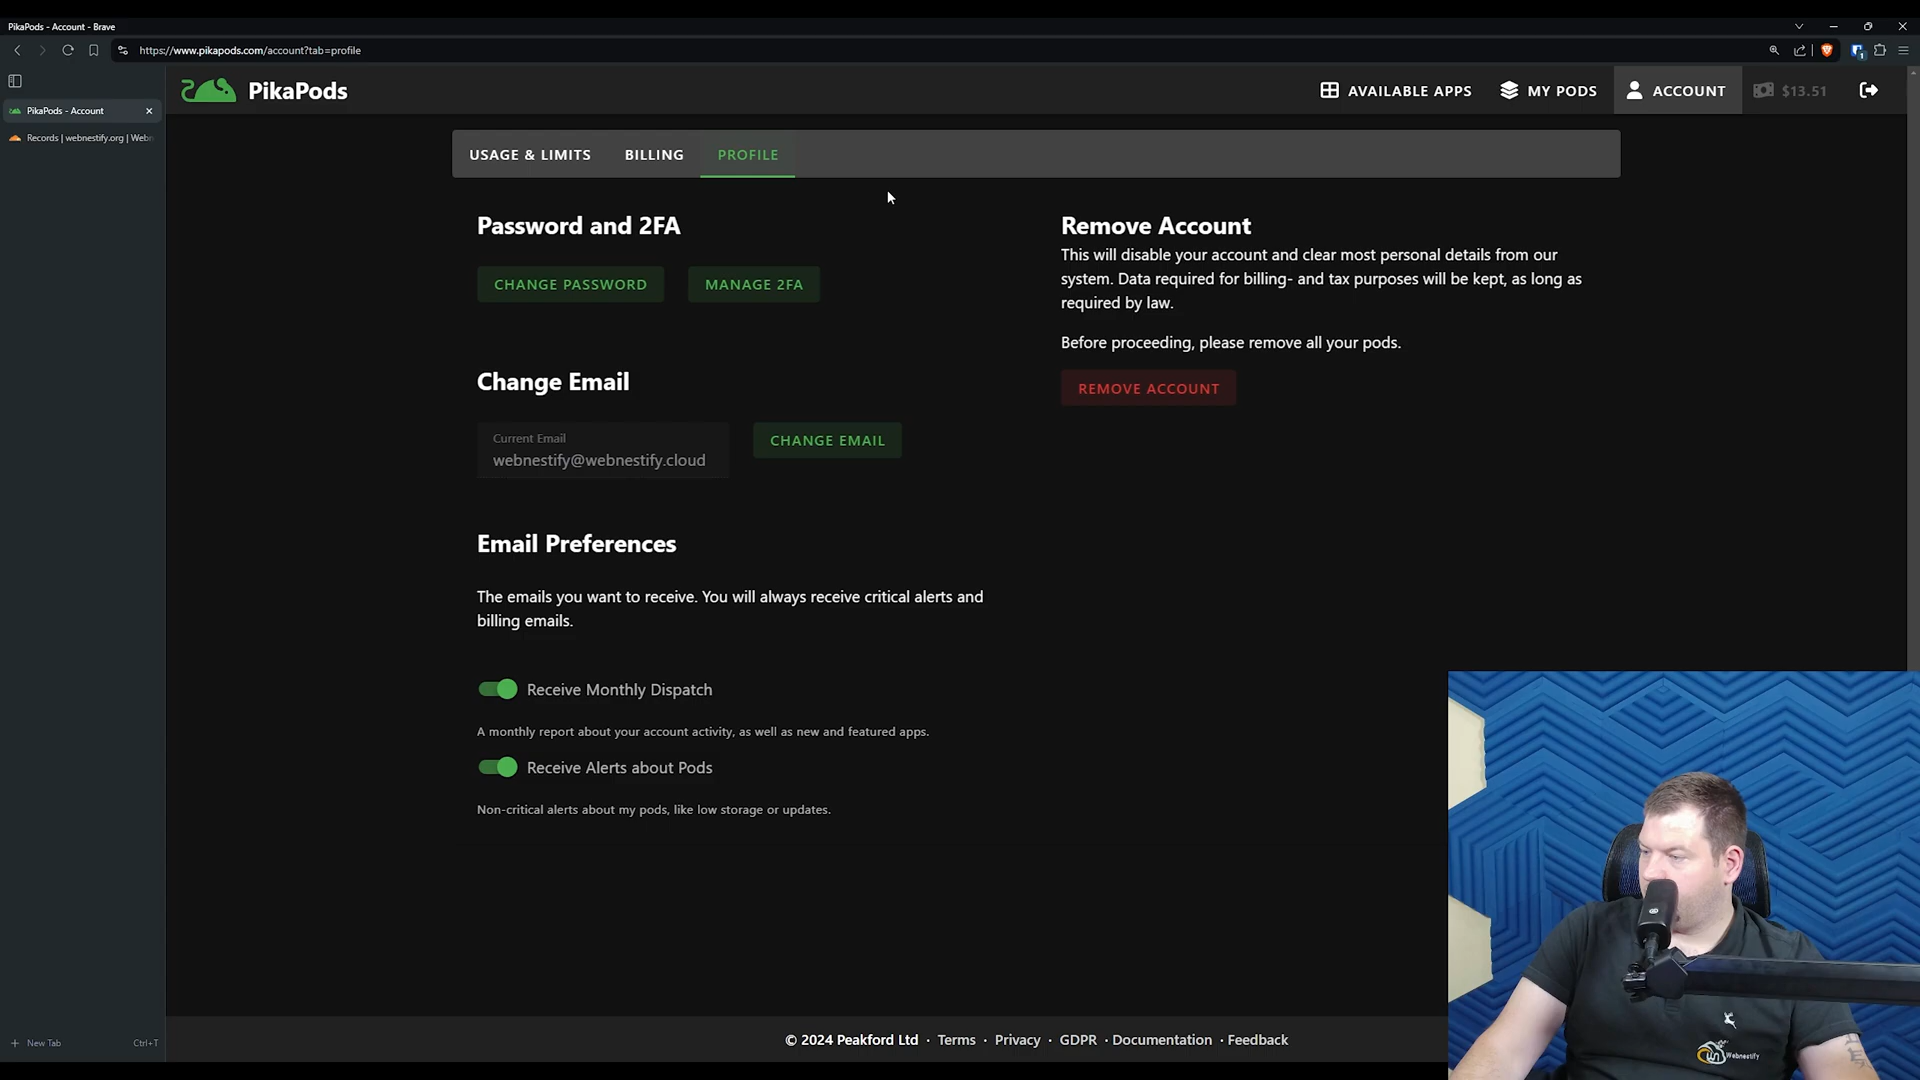 PikaPods - Account - Brave
https://www.pikapods.com/account?tab=profile
PikaPods - Account
Records | webnestify.org | Webn
PikaPods
AVAILABLE APPS
MY PODS
ACCOUNT
$13.51
USAGE & LIMITS
BILLING
PROFILE
Password and 2FA
CHANGE PASSWORD
MANAGE 2FA
Change Email
Current Email
webnestify@webnestify.cloud
CHANGE EMAIL
Email Preferences
The emails you want to receive. You will always receive critical alerts and
billing emails.
Receive Monthly Dispatch
A monthly report about your account activity, as well as new and featured apps.
Receive Alerts about Pods
Non-critical alerts about my pods, like low storage or updates.
Remove Account
This will disable your account and clear most personal details from our
system. Data required for billing- and tax purposes will be kept, as long as
required by law.
Before proceeding, please remove all your pods.
REMOVE ACCOUNT
New Tab
Ctrl+T
© 2024 Peakford Ltd · Terms · Privacy · GDPR · Documentation · Feedback
Webnestify